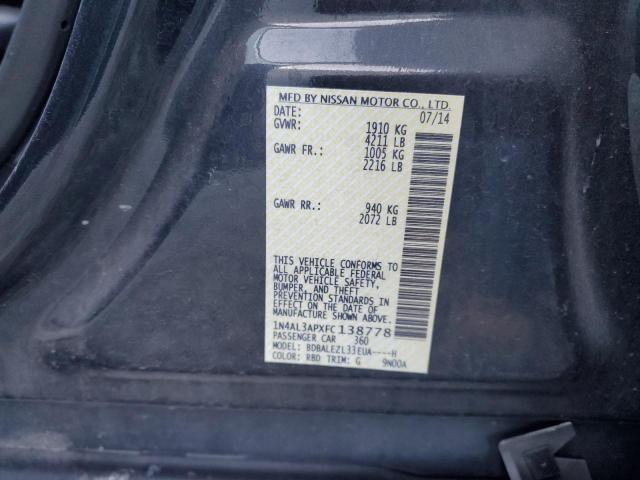 MFD BY NISSAN MOTOR CO., LTD.
DATE: 07/14
GVWR: 1910 KG
4211 LB
GAWR FR.: 1005 KG
2216 LB
GAWR RR.: 940 KG
2072 LB
THIS VEHICLE CONFORMS TO
ALL APPLICABLE FEDERAL
MOTOR VEHICLE SAFETY,
BUMPER, AND THEFT
PREVENTION STANDARDS IN
EFFECT ON THE DATE OF
MANUFACTURE SHOWN ABOVE.
1N4AL3APXFC138778
PASSENGER CAR 360
MODEL: BDBALEZL33EUA----H
COLOR: RBD TRIM: G 9N00A